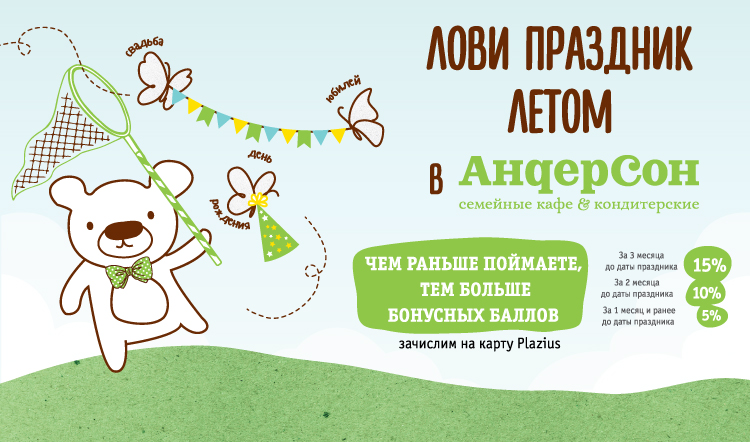 ЛОВИ ПРАЗДНИК
ЛЕТОМ
в АндерСон
семейные кафе & кондитерские
свадьба
юбилей
день
рождения
ЧЕМ РАНЬШЕ ПОЙМАЕТЕ,
ТЕМ БОЛЬШЕ
БОНУСНЫХ БАЛЛОВ
зачислим на карту Plazius
За 3 месяца
до даты праздника 15%
За 2 месяца
до даты праздника 10%
За 1 месяц и ранее
до даты праздника 5%